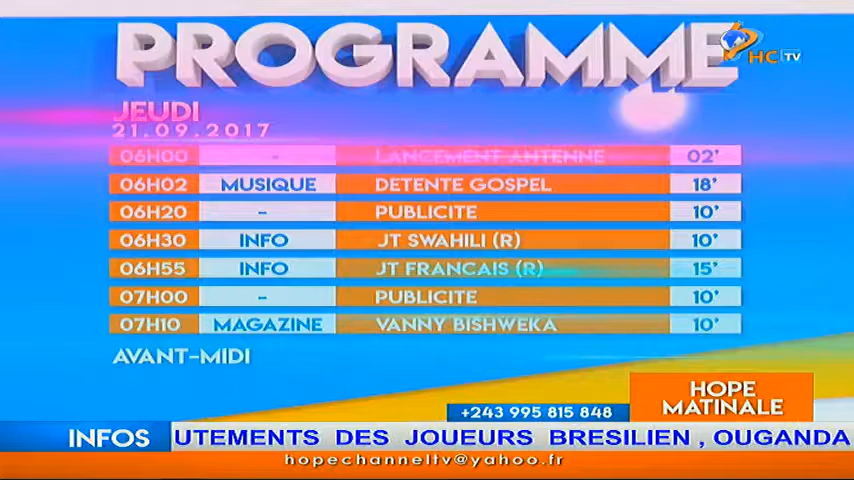 PROGRAMME
HC TV
JEUDI
21.09.2017
06H00 - LANCEMENT ANTENNE 02'
06H02 MUSIQUE DETENTE GOSPEL 18'
06H20 - PUBLICITE 10'
06H30 INFO JT SWAHILI (R) 10'
06H55 INFO JT FRANCAIS (R) 15'
07H00 - PUBLICITE 10'
07H10 MAGAZINE VANNY BISHWEKA 10'
AVANT-MIDI
HOPE
MATINALE
+243 995 815 848
INFOS UTEMENTS DES JOUEURS BRESILIEN , OUGANDA
hopechanneltv@yahoo.fr